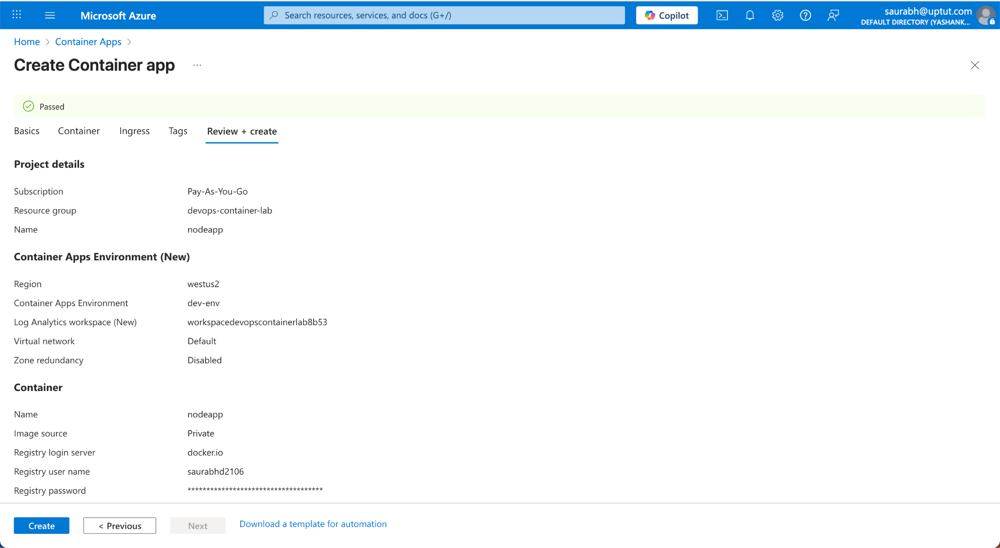 Microsoft Azure
Search resources, services, and docs (G+/)
Copilot
saurabh@uptut.com
DEFAULT DIRECTORY (YASHANK...
Home > Container Apps >
Create Container app ...
Passed
Basics Container Ingress Tags Review + create
Project details
Subscription Pay-As-You-Go
Resource group devops-container-lab
Name nodeapp
Container Apps Environment (New)
Region westus2
Container Apps Environment dev-env
Log Analytics workspace (New) workspacedevopscontainerlab8b53
Virtual network Default
Zone redundancy Disabled
Container
Name nodeapp
Image source Private
Registry login server docker.io
Registry user name saurabhd2106
Registry password ************************************
Create < Previous Next Download a template for automation